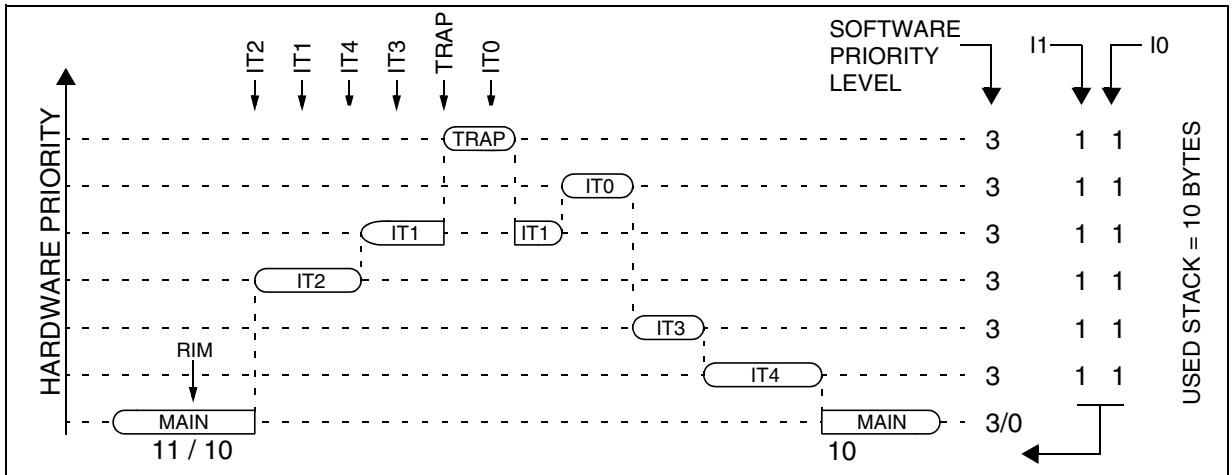 IT2
IT1
IT4
IT3
TRAP
IT0
SOFTWARE
PRIORITY
LEVEL
I1
I0
HARDWARE PRIORITY
TRAP
3
1 1
IT0
3
1 1
IT1
IT1
3
1 1
IT2
3
1 1
IT3
3
1 1
RIM
IT4
3
1 1
MAIN
MAIN
3/0
11 / 10
10
USED STACK = 10 BYTES